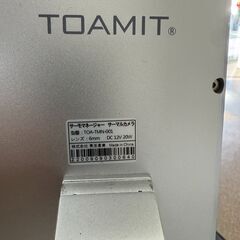 TOAMIT®
サーモマネージャー サーマルカメラ
型番：TOA-TMN-001
レンズ：6mm DC 12V 20W
株式会社 東亜産業 Made in China